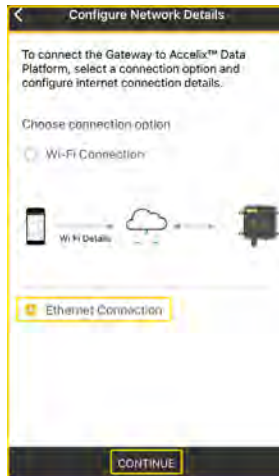 Configure Network Details
To connect the Gateway to Accelix™ Data
Platform, select a connection option and
configure internet connection details.
Choose connection option
Wi-Fi Connection
Wi Fi Details
Ethernet Connection
CONTINUE